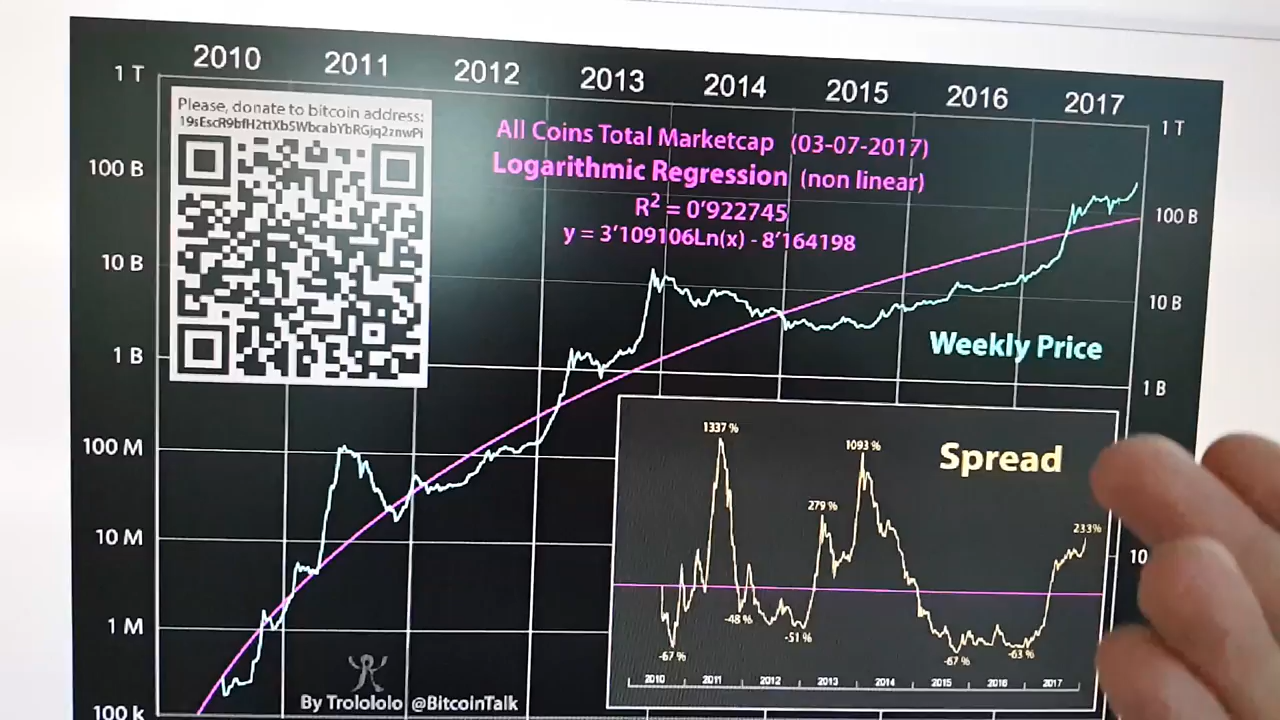 2010 2011 2012 2013 2014 2015 2016 2017
1 T
1 T
Please, donate to bitcoin address:
All Coins Total Marketcap (03-07-2017)
Logarithmic Regression (non linear)
R² = 0'922745
y = 3'109106Ln(x) - 8'164198
100 B
100 B
10 B
10 B
Weekly Price
1 B
1 B
100 M
10 M
1 M
100 k
Spread
1337 %
1093 %
279 %
233%
-48 %
-51 %
-67 %
-67 %
-63 %
2010 2011 2012 2013 2014 2015 2016 2017
10
By Trolololo @BitcoinTalk